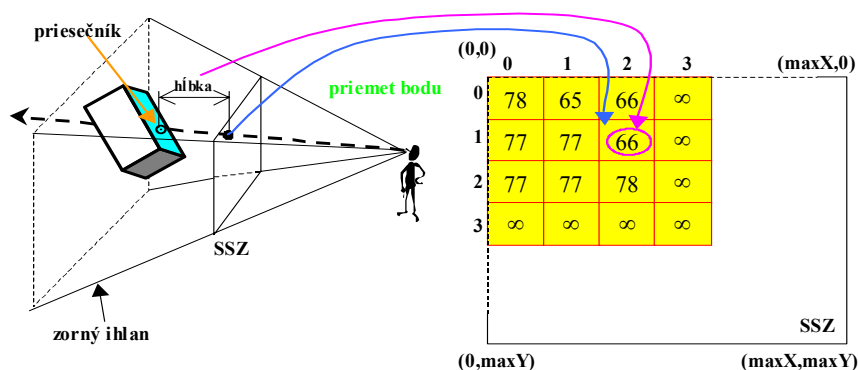 priesečník
hĺbka
priemet bodu
SSZ
zorný ihlan
(0,0)
0 1 2 3
(maxX,0)
0 78 65 66 ∞
1 77 77 66 ∞
2 77 77 78 ∞
3 ∞ ∞ ∞ ∞
SSZ
(0,maxY)
(maxX,maxY)